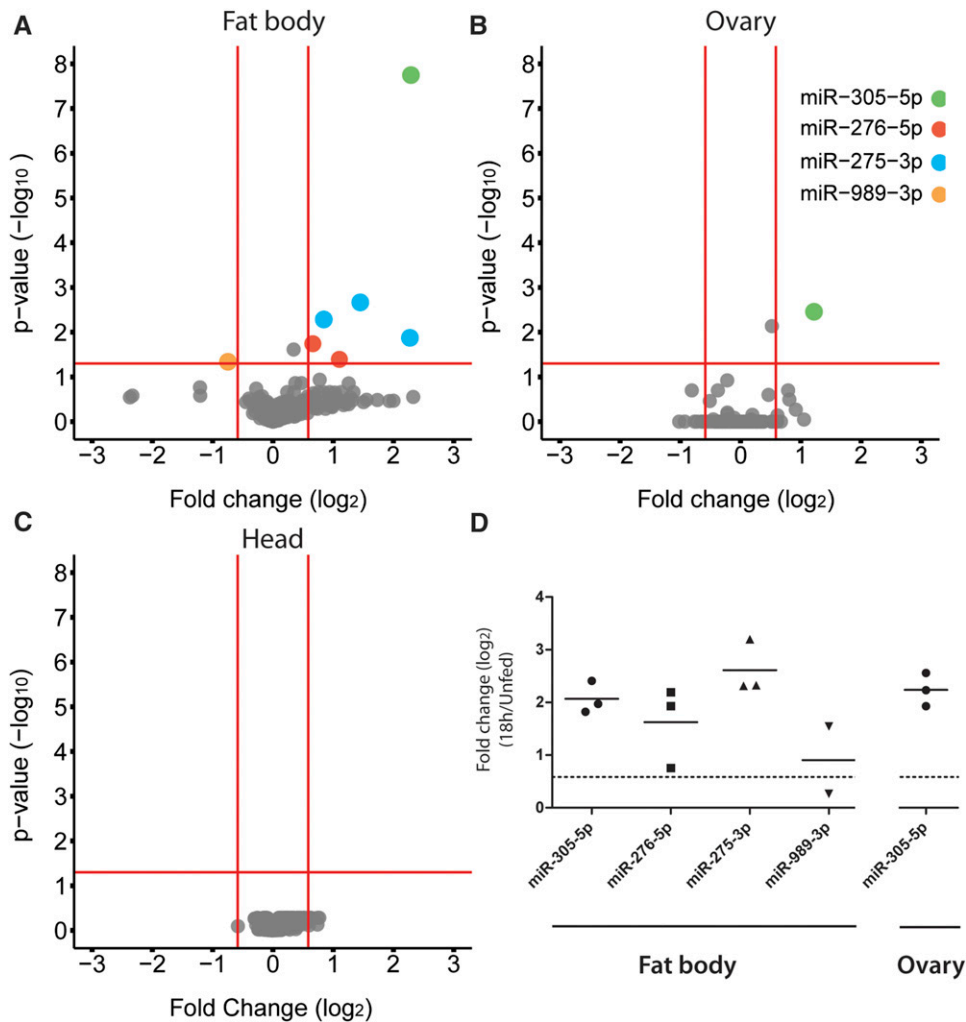 A
Fat body
8
7
6
5
4
3
2
1
0
p-value (-log10)
-3 -2 -1 0 1 2 3
Fold change (log2)
B
Ovary
8
7
6
5
4
3
2
1
0
p-value (-log10)
miR-305-5p
miR-276-5p
miR-275-3p
miR-989-3p
-3 -2 -1 0 1 2 3
Fold change (log2)
C
Head
8
7
6
5
4
3
2
1
0
p-value (-log10)
-3 -2 -1 0 1 2 3
Fold Change (log2)
D
4
3
2
1
0
Fold change (log2)
(18h/Unfed)
miR-305-5p
miR-276-5p
miR-275-3p
miR-989-3p
miR-305-5p
Fat body
Ovary